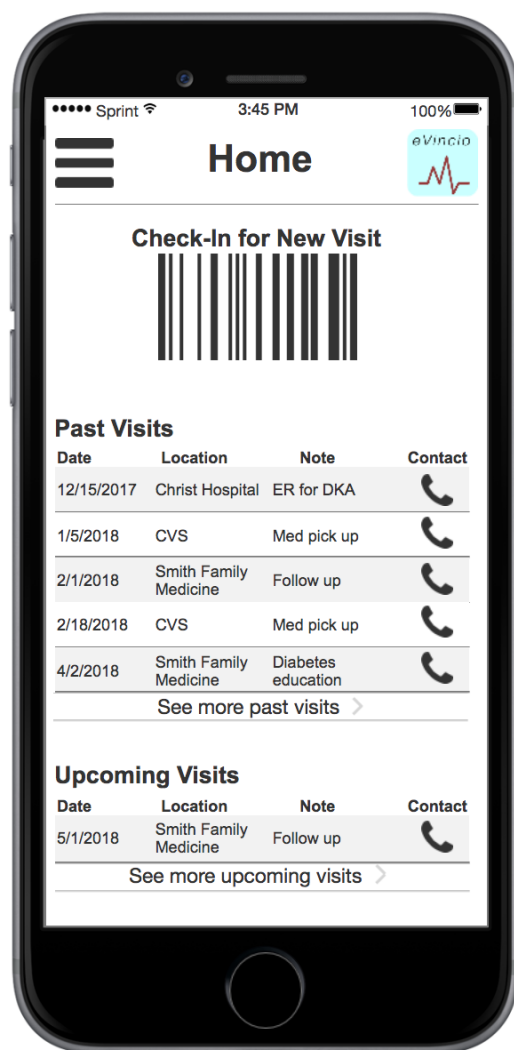 Sprint 3:45 PM 100%
Home
eVincio
Check-In for New Visit
Past Visits
Date Location Note Contact
12/15/2017 Christ Hospital ER for DKA
1/5/2018 CVS Med pick up
2/1/2018 Smith Family Medicine Follow up
2/18/2018 CVS Med pick up
4/2/2018 Smith Family Medicine Diabetes education
See more past visits
Upcoming Visits
Date Location Note Contact
5/1/2018 Smith Family Medicine Follow up
See more upcoming visits